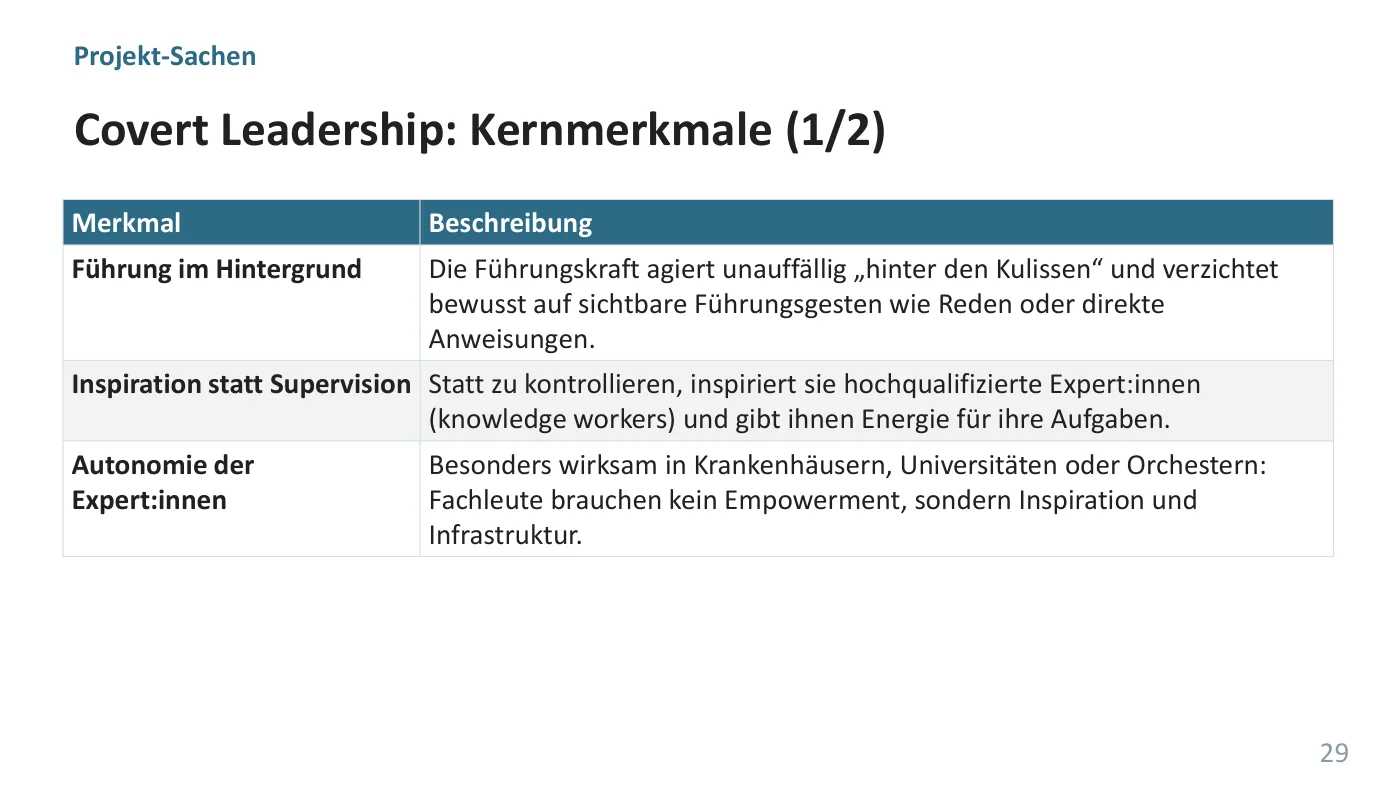 Projekt-Sachen
Covert Leadership: Kernmerkmale (1/2)
Merkmal
Beschreibung
Führung im Hintergrund
Die Führungskraft agiert unauffällig „hinter den Kulissen“ und verzichtet
bewusst auf sichtbare Führungsgesten wie Reden oder direkte
Anweisungen.
Inspiration statt Supervision
Statt zu kontrollieren, inspiriert sie hochqualifizierte Expert:innen
(knowledge workers) und gibt ihnen Energie für ihre Aufgaben.
Autonomie der
Expert:innen
Besonders wirksam in Krankenhäusern, Universitäten oder Orchestern:
Fachleute brauchen kein Empowerment, sondern Inspiration und
Infrastruktur.
29